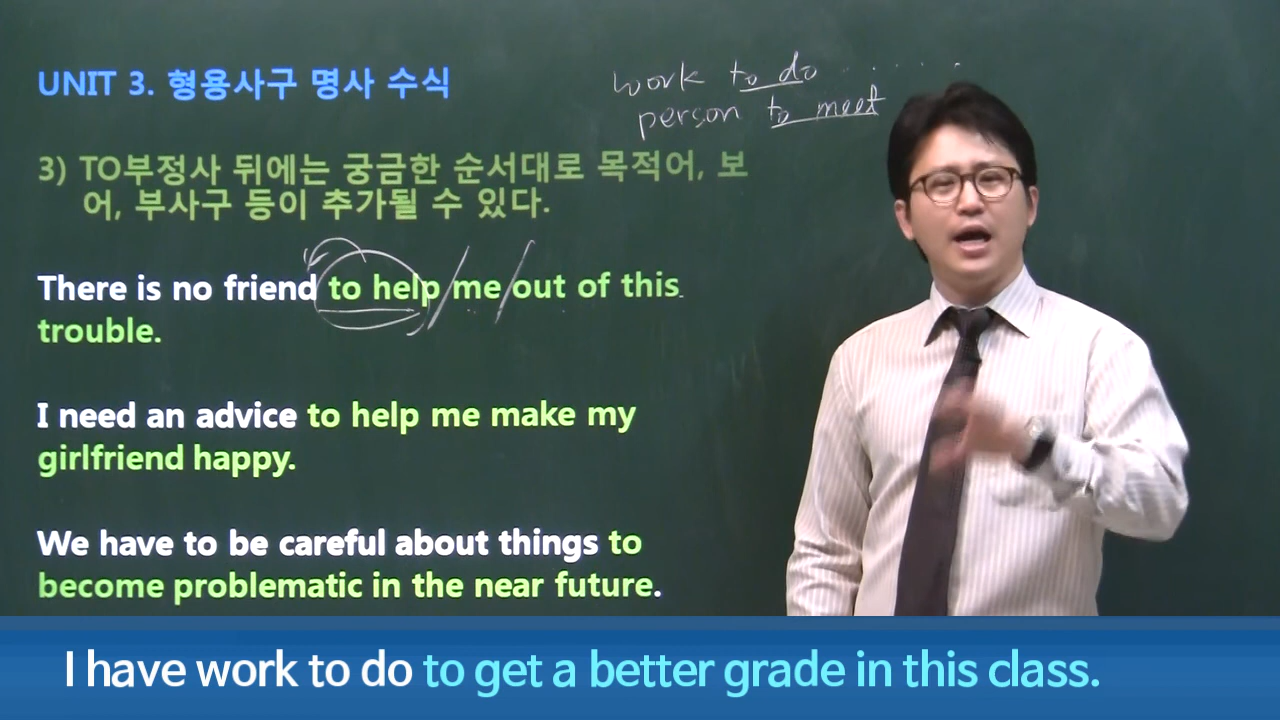 UNIT 3. 형용사구 명사 수식
work to do . . . . . .
person to meet
3) TO부정사 뒤에는 궁금한 순서대로 목적어, 보
어, 부사구 등이 추가될 수 있다.
There is no friend to help me out of this
trouble.
I need an advice to help me make my
girlfriend happy.
We have to be careful about things to
become problematic in the near future.
I have work to do to get a better grade in this class.